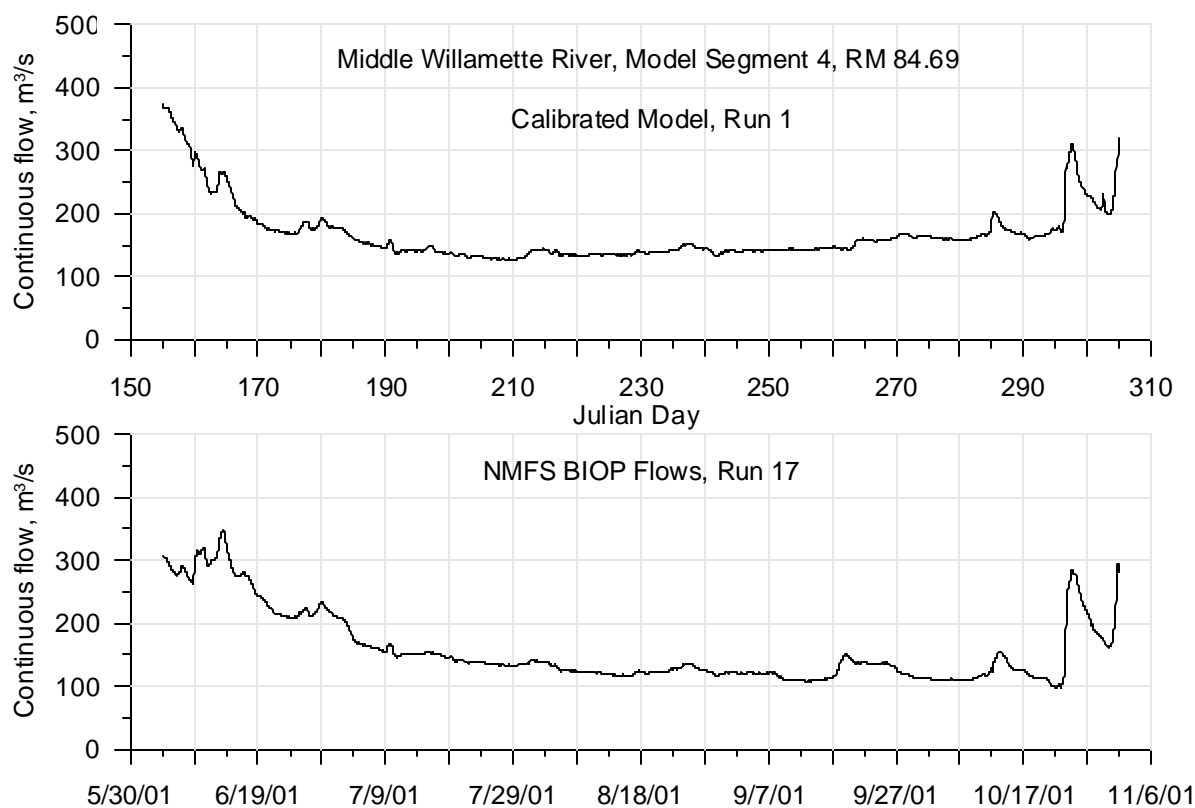 500
Middle Willamette River, Model Segment 4, RM 84.69
400
Calibrated Model, Run 1
300
200
100
0
Continuous flow, m³/s
150 170 190 210 230 250 270 290 310
Julian Day
500
NMFS BIOP Flows, Run 17
400
300
200
100
0
Continuous flow, m³/s
5/30/01 6/19/01 7/9/01 7/29/01 8/18/01 9/7/01 9/27/01 10/17/01 11/6/01